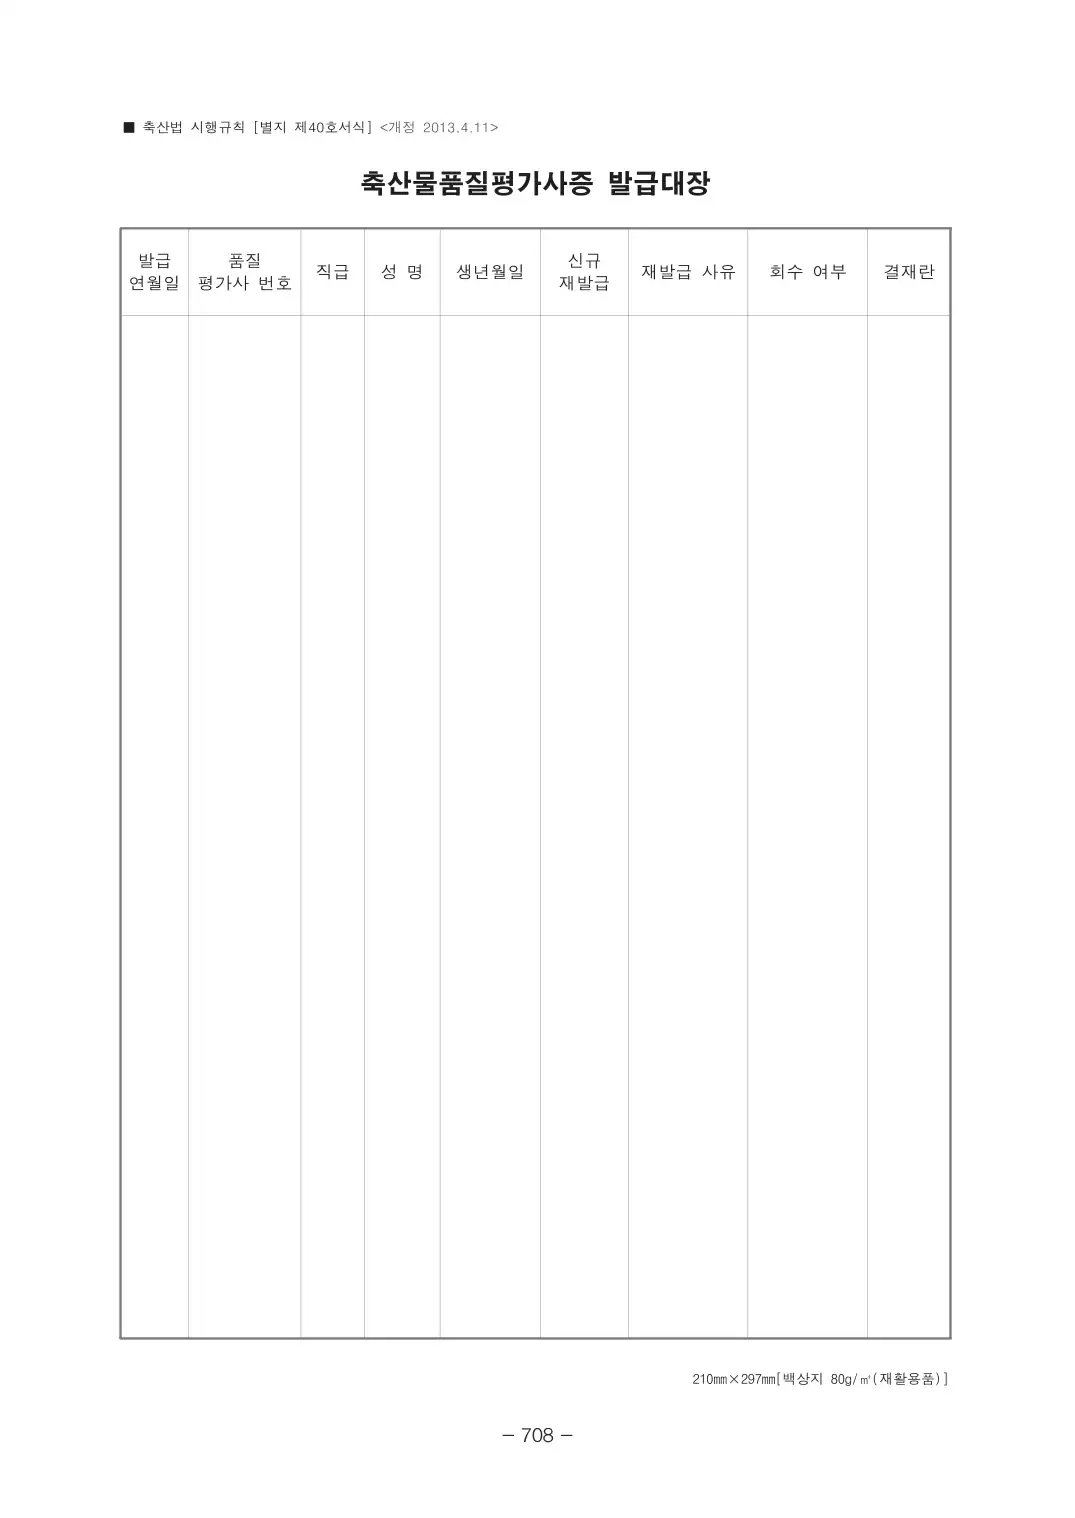 ■ 축산법 시행규칙 [별지 제40호서식] <개정 2013.4.11>
축산물품질평가사증 발급대장
발급
연월일
품질
평가사 번호
직급
성 명
생년월일
신규
재발급
재발급 사유
회수 여부
결재란
210㎜×297㎜[백상지 80g/㎡(재활용품)]
- 708 -